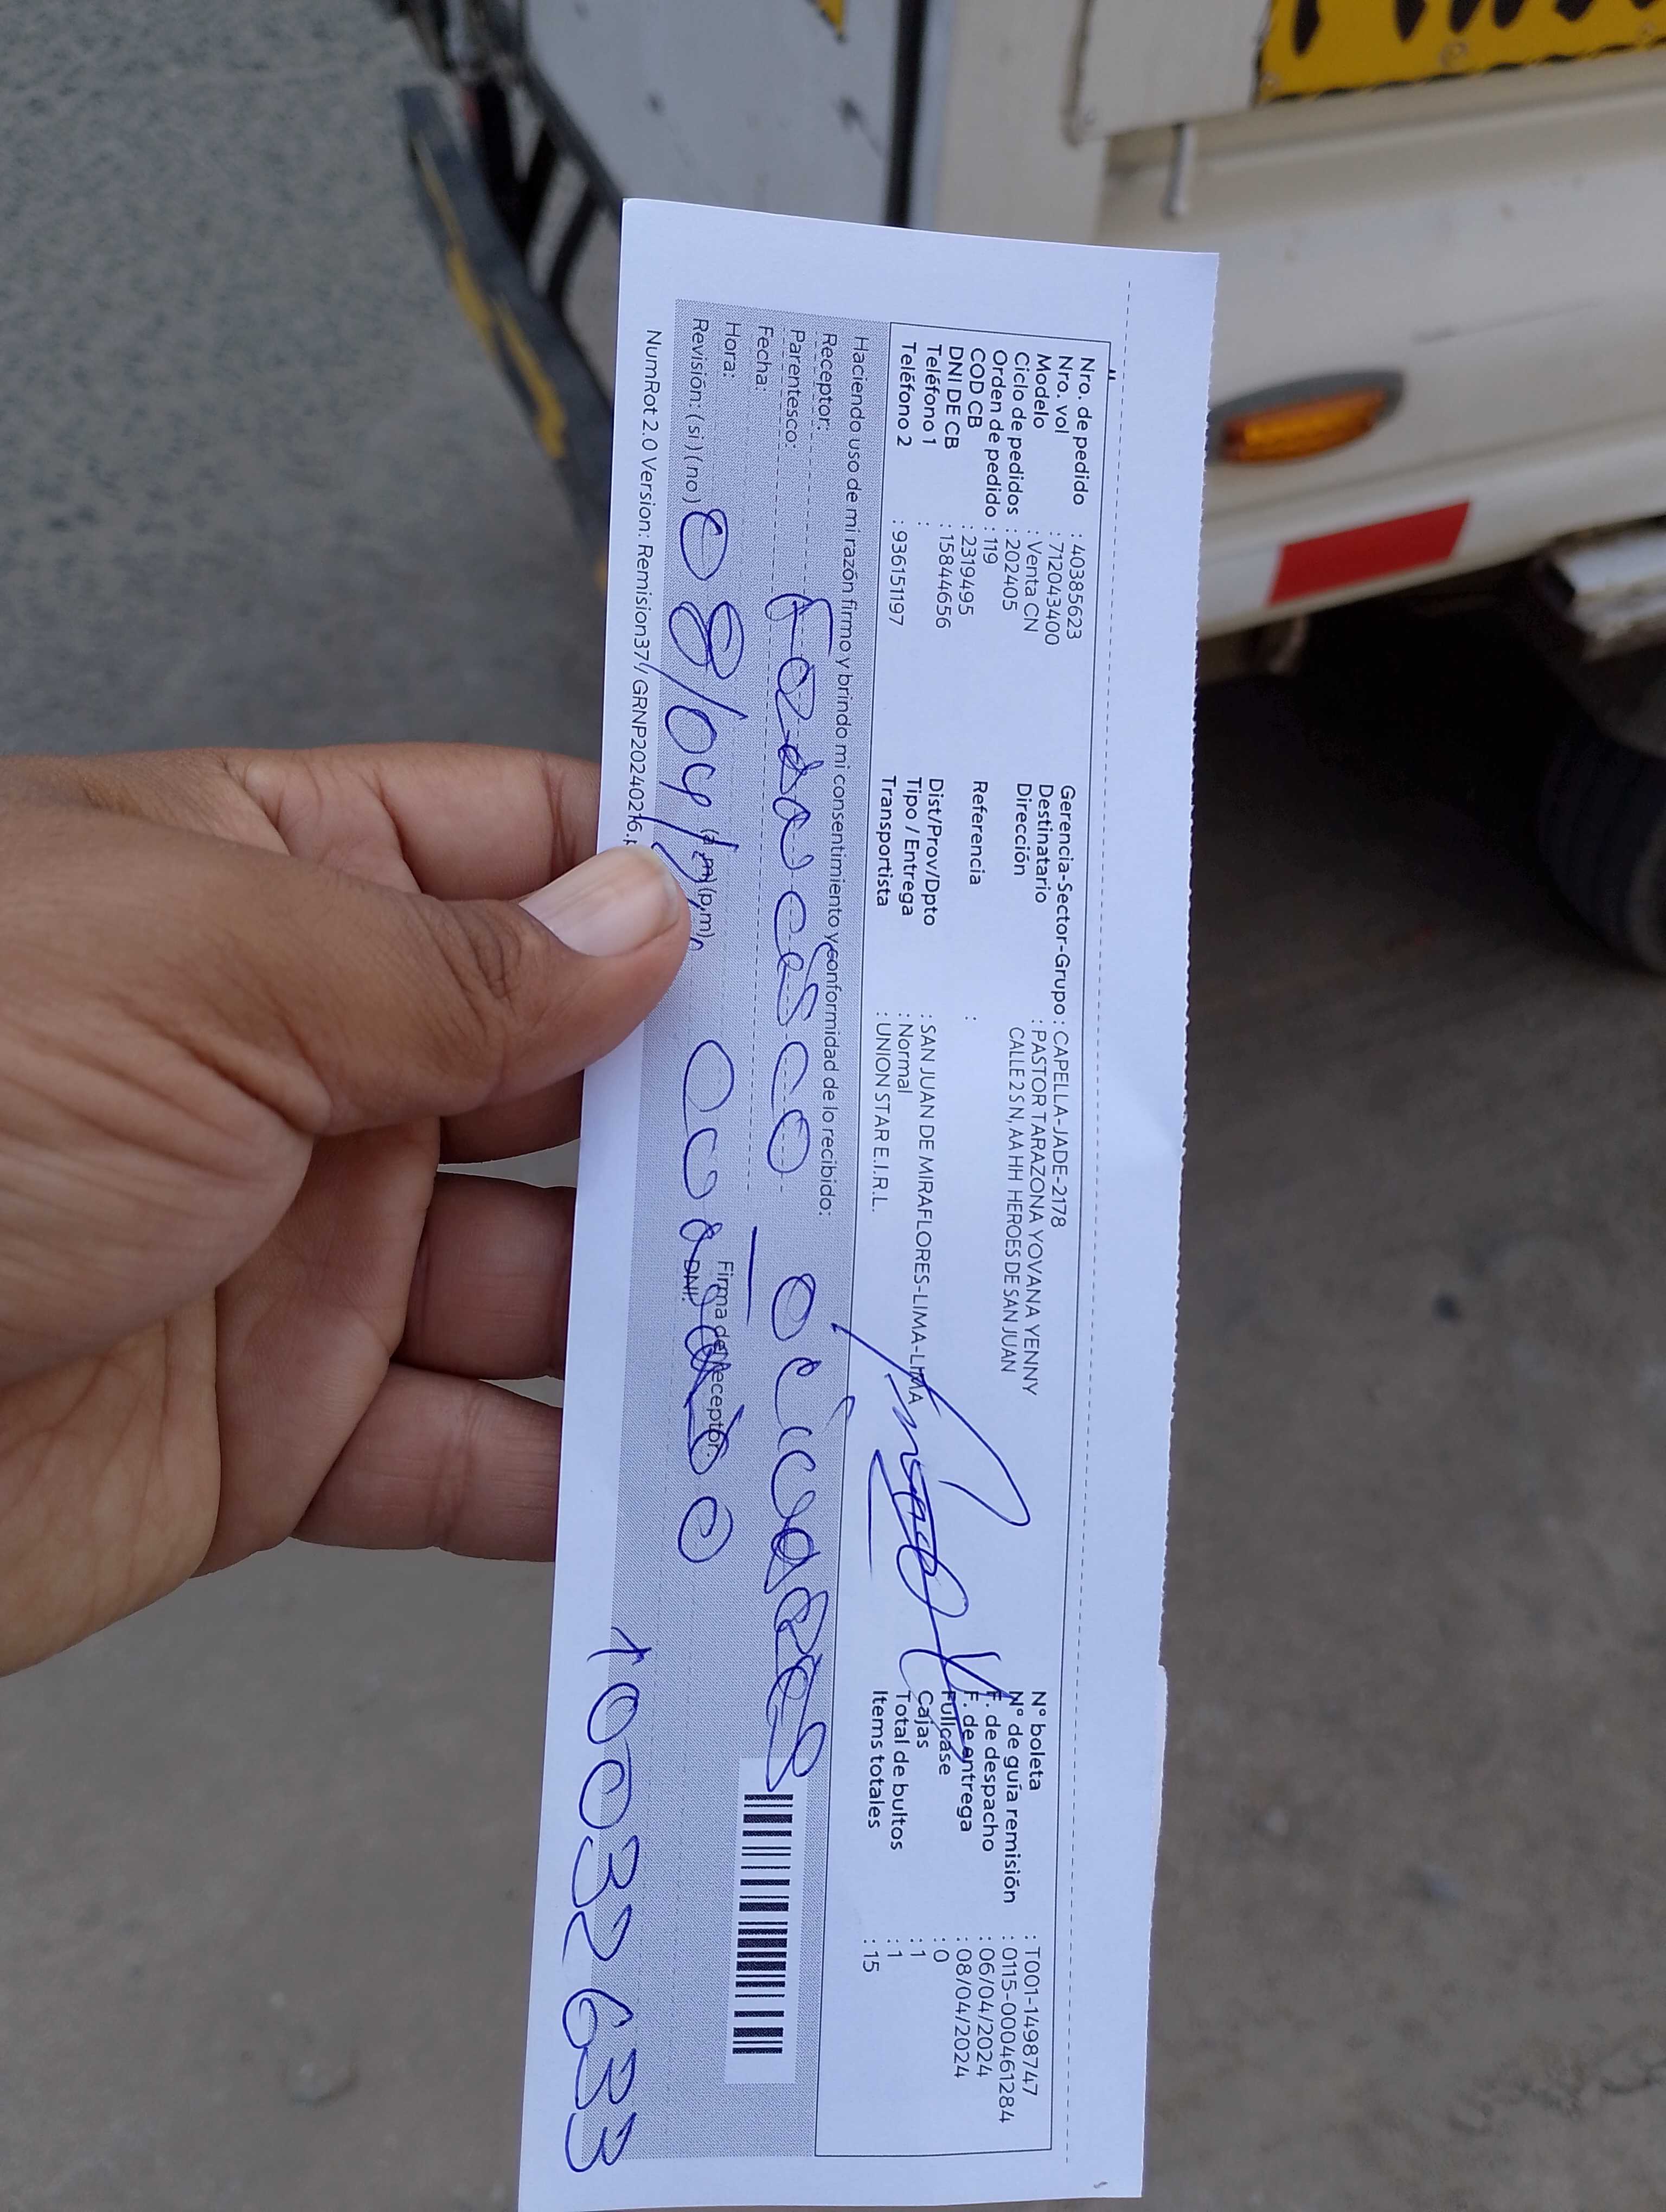 Nro. de pedido : 40385623
Nro. vol : 712043400
Modelo : Venta CN
Ciclo de pedidos : 202405
Orden de pedido : 119
COD CB : 2319495
DNI DE CB : 15844656
Teléfono 1 :
Teléfono 2 : 936151197
Gerencia-Sector-Grupo : CAPELLA-JADE-2178
Destinatario : PASTOR TARAZONA YOVANA YENNY
Dirección CALLE 2 S N, AA HH HEROES DE SAN JUAN
Referencia :
Dist/Prov/Dpto : SAN JUAN DE MIRAFLORES-LIMA-LIMA
Tipo / Entrega : Normal
Transportista : UNION STAR E.I.R.L.
N° boleta : T001-1498747
N° de guía remisión : 0115-000461284
F. de despacho : 06/04/2024
F. de entrega : 08/04/2024
Fullcase : 0
Cajas : 1
Total de bultos : 1
Items totales : 15
Haciendo uso de mi razón firmo y brindo mi consentimiento y conformidad de lo recibido:
Receptor:
Parentesco:
Fecha:
Hora: (a,m)(p,m)
Firma del receptor
Revisión: (si) (no) DNI:
08/04/
10032633
NumRot 2.0 Version: Remision37/ GRNP20240216.